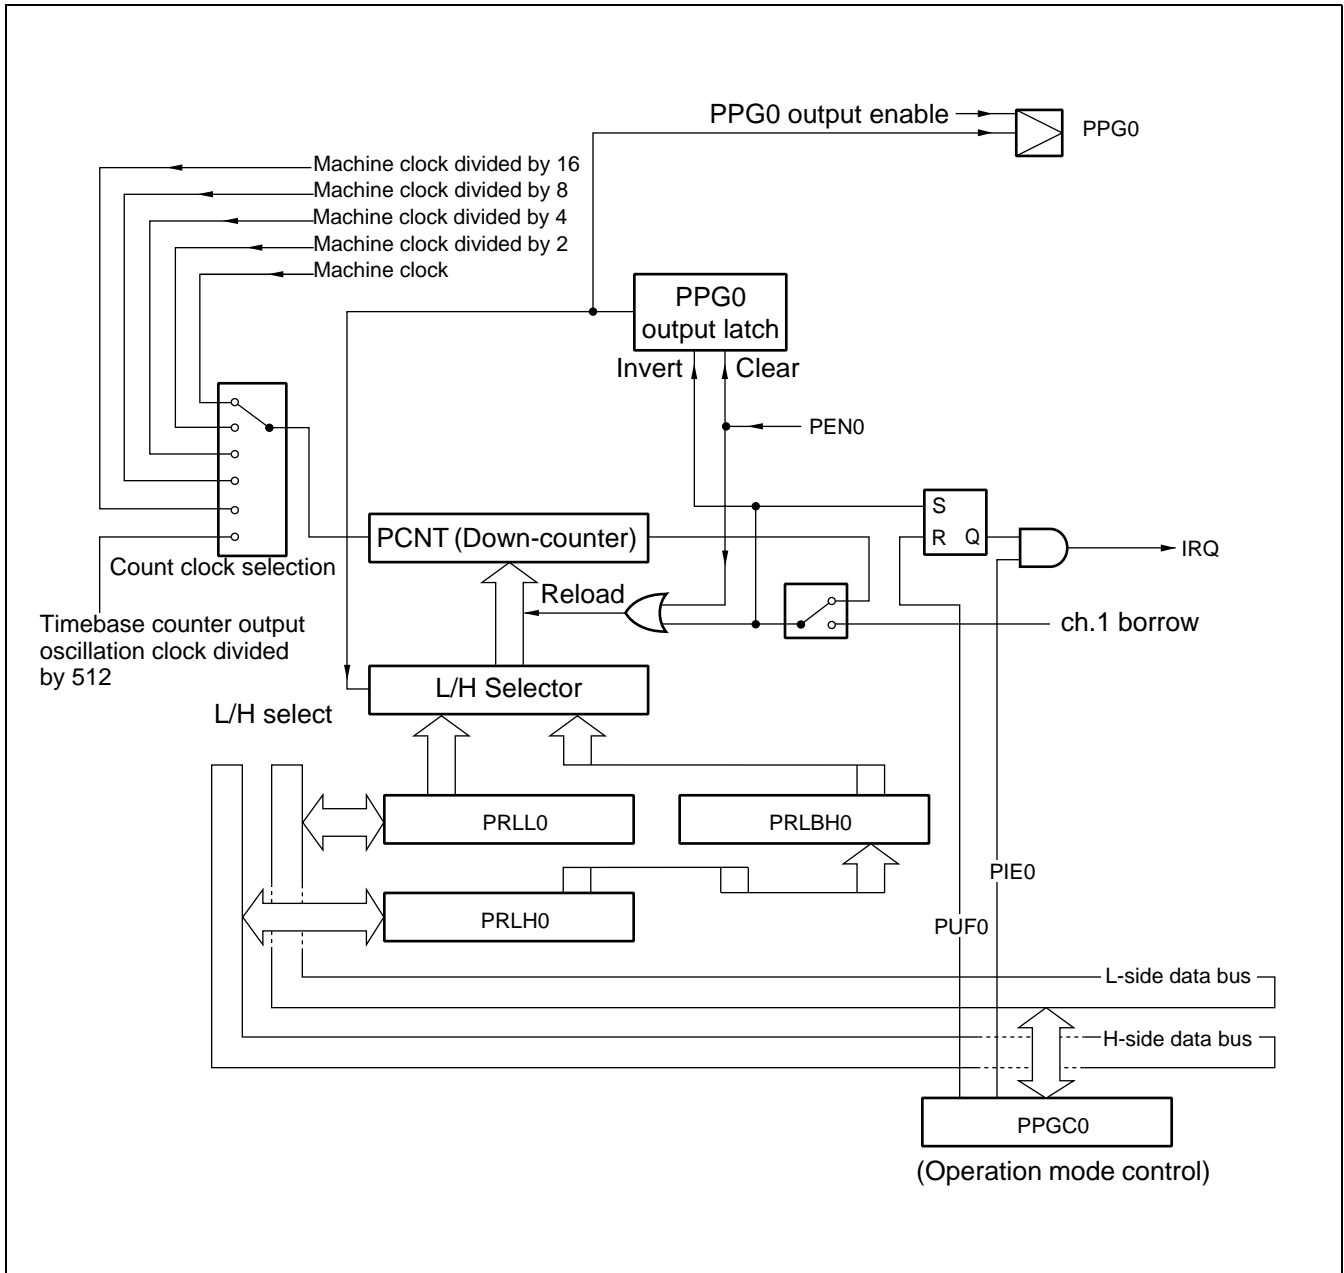 PPG0 output enable
PPG0
Machine clock divided by 16
Machine clock divided by 8
Machine clock divided by 4
Machine clock divided by 2
Machine clock
PPG0
output latch
Invert
Clear
PEN0
S
R
Q
IRQ
PCNT (Down-counter)
Count clock selection
Reload
ch.1 borrow
Timebase counter output
oscillation clock divided
by 512
L/H Selector
L/H select
PRLL0
PRLBH0
PIE0
PRLH0
PUF0
L-side data bus
H-side data bus
PPGC0
(Operation mode control)